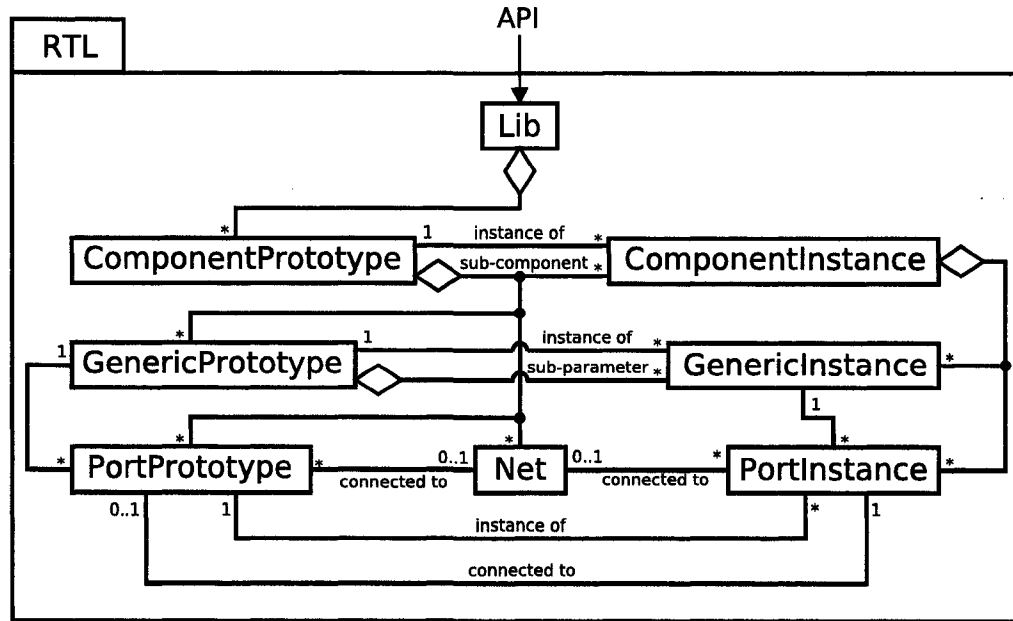 API
RTL
Lib
*
1 instance of *
ComponentPrototype ComponentInstance
sub-component *
*
1 1 instance of *
GenericPrototype GenericInstance *
sub-parameter *
1
* * * 0..1 0..1 * * *
PortPrototype Net PortInstance
connected to connected to
0..1 1 * 1
instance of
connected to